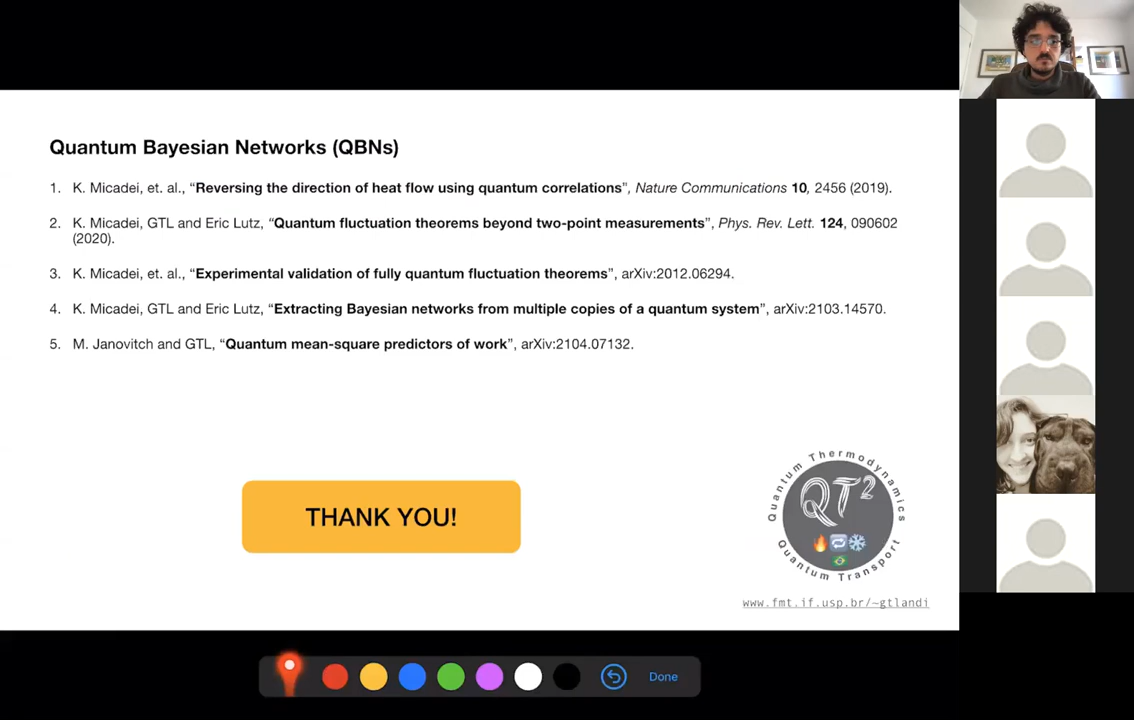 Quantum Bayesian Networks (QBNs)
1. K. Micadei, et. al., “Reversing the direction of heat flow using quantum correlations”, Nature Communications 10, 2456 (2019).
2. K. Micadei, GTL and Eric Lutz, “Quantum fluctuation theorems beyond two-point measurements”, Phys. Rev. Lett. 124, 090602
(2020).
3. K. Micadei, et. al., “Experimental validation of fully quantum fluctuation theorems”, arXiv:2012.06294.
4. K. Micadei, GTL and Eric Lutz, “Extracting Bayesian networks from multiple copies of a quantum system”, arXiv:2103.14570.
5. M. Janovitch and GTL, “Quantum mean-square predictors of work”, arXiv:2104.07132.
THANK YOU!
Quantum Thermodynamics
QT2
Quantum Transport
www.fmt.if.usp.br/~gtlandi
Done